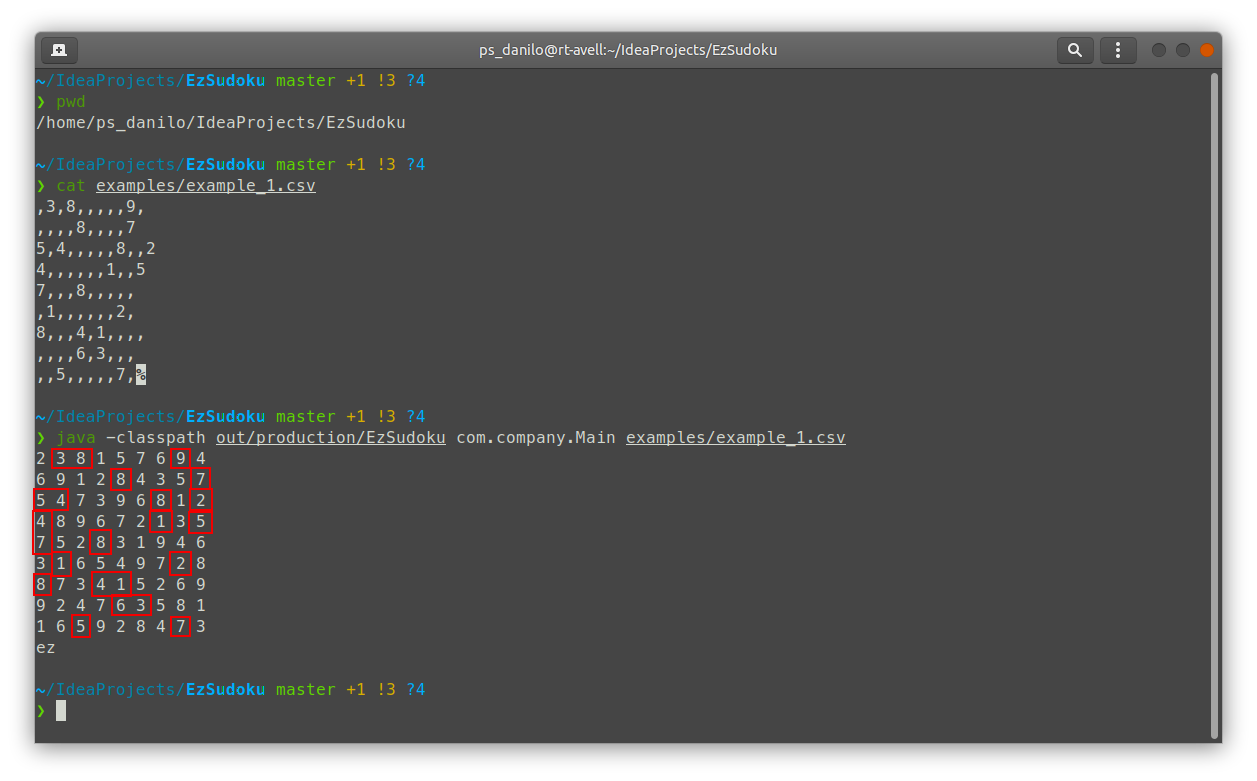 ps_danilo@rt-avell:~/IdeaProjects/EzSudoku
~/IdeaProjects/EzSudoku master +1 !3 ?4
❯ pwd
/home/ps_danilo/IdeaProjects/EzSudoku
~/IdeaProjects/EzSudoku master +1 !3 ?4
❯ cat examples/example_1.csv
,3,8,,,,,9,
,,,,8,,,,7
5,4,,,,,8,,2
4,,,,,,1,,5
7,,,8,,,,,
,1,,,,,,2,
8,,,4,1,,,,
,,,,6,3,,,
,,5,,,,,7,%
~/IdeaProjects/EzSudoku master +1 !3 ?4
❯ java -classpath out/production/EzSudoku com.company.Main examples/example_1.csv
2 3 8 1 5 7 6 9 4
6 9 1 2 8 4 3 5 7
5 4 7 3 9 6 8 1 2
4 8 9 6 7 2 1 3 5
7 5 2 8 3 1 9 4 6
3 1 6 5 4 9 7 2 8
8 7 3 4 1 5 2 6 9
9 2 4 7 6 3 5 8 1
1 6 5 9 2 8 4 7 3
ez
~/IdeaProjects/EzSudoku master +1 !3 ?4
❯